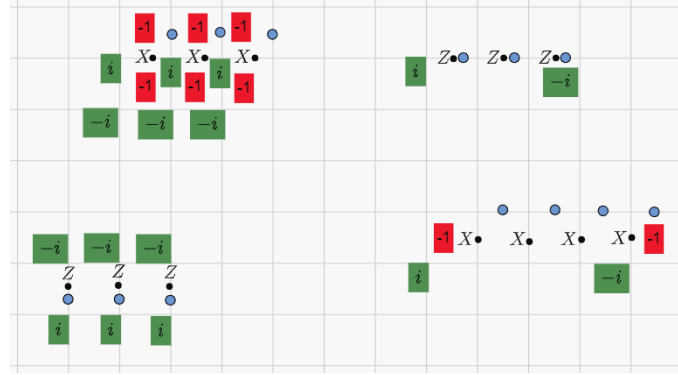 -1 -1 -1
X X X
i i i
-1 -1 -1
-i -i -i
Z Z Z
i
-i
-i -i -i
Z Z Z
i i i
-1 X X X X -1
i -i